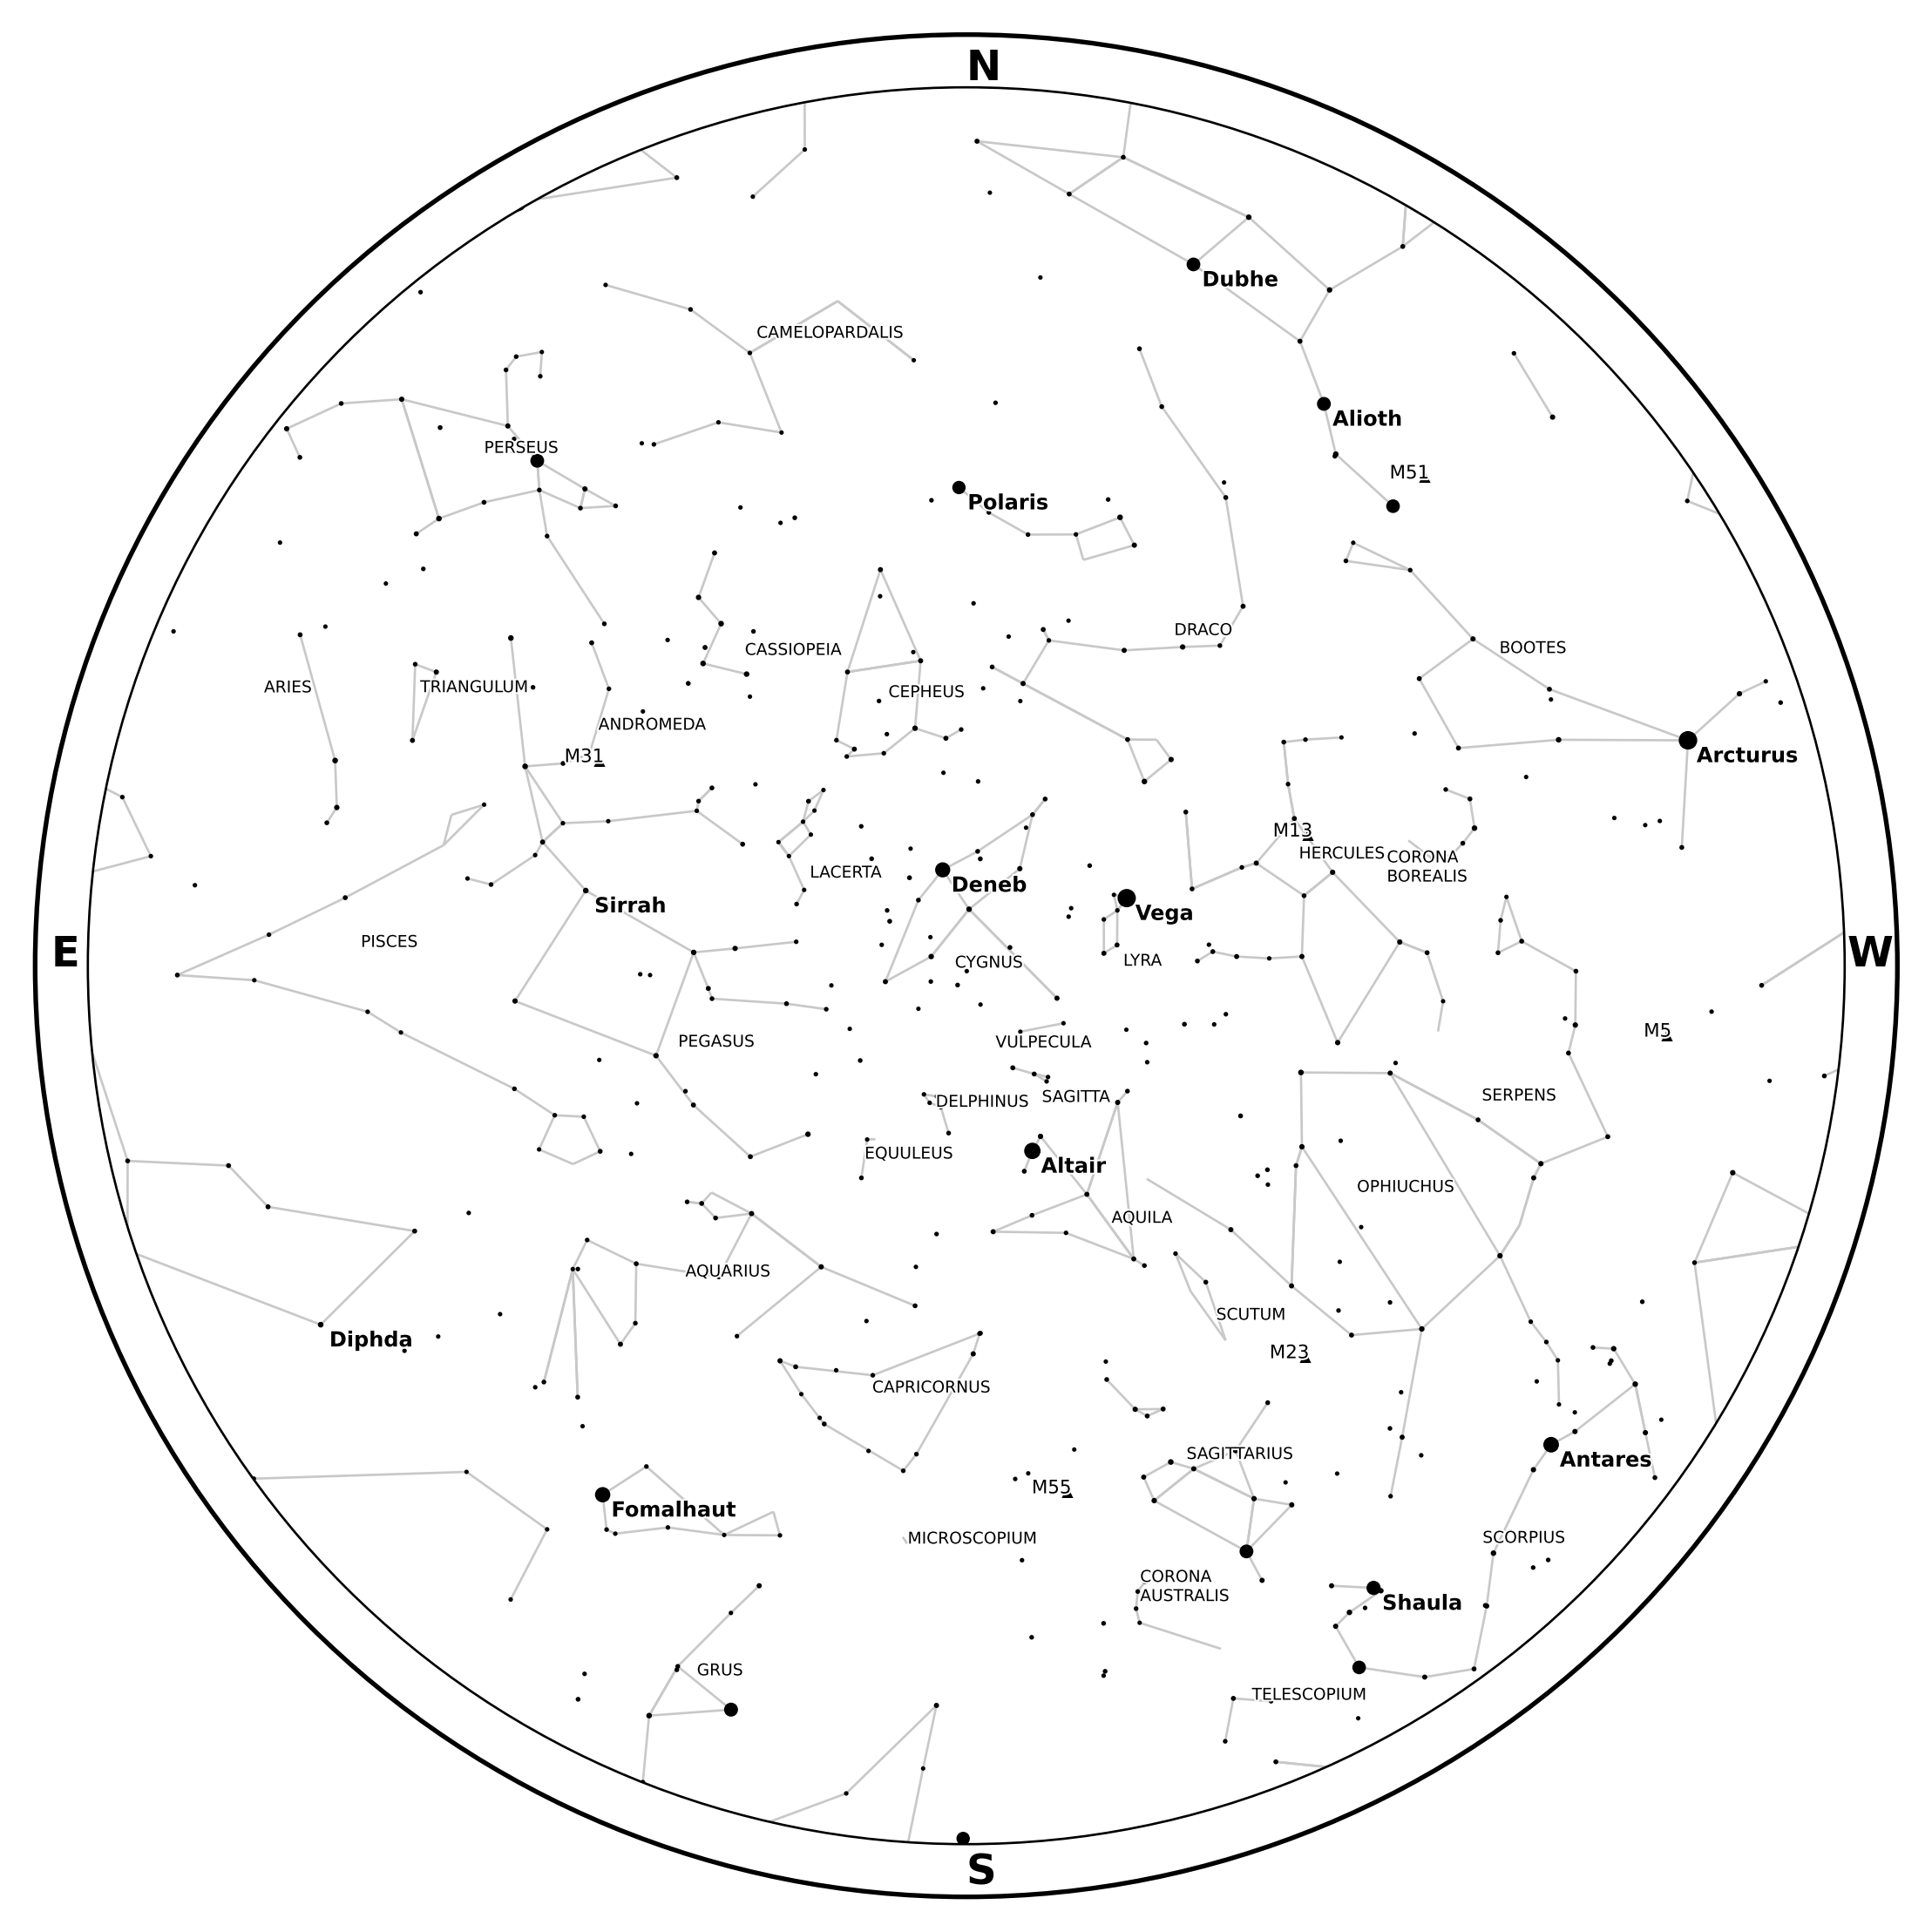 N
Dubhe
CAMELOPARDALIS
Alioth
PERSEUS
M51
Polaris
DRACO
CASSIOPEIA
BOOTES
ARIES
TRIANGULUM
CEPHEUS
ANDROMEDA
M31
Arcturus
M13
HERCULES
CORONA
BOREALIS
LACERTA
Deneb
Sirrah
Vega
PISCES
E
W
CYGNUS
LYRA
M5
PEGASUS
VULPECULA
SERPENS
SAGITTA
DELPHINUS
EQUULEUS
Altair
OPHIUCHUS
AQUILA
AQUARIUS
SCUTUM
Diphda
M23
CAPRICORNUS
SAGITTARIUS
Antares
M55
Fomalhaut
MICROSCOPIUM
SCORPIUS
CORONA
AUSTRALIS
Shaula
GRUS
TELESCOPIUM
S